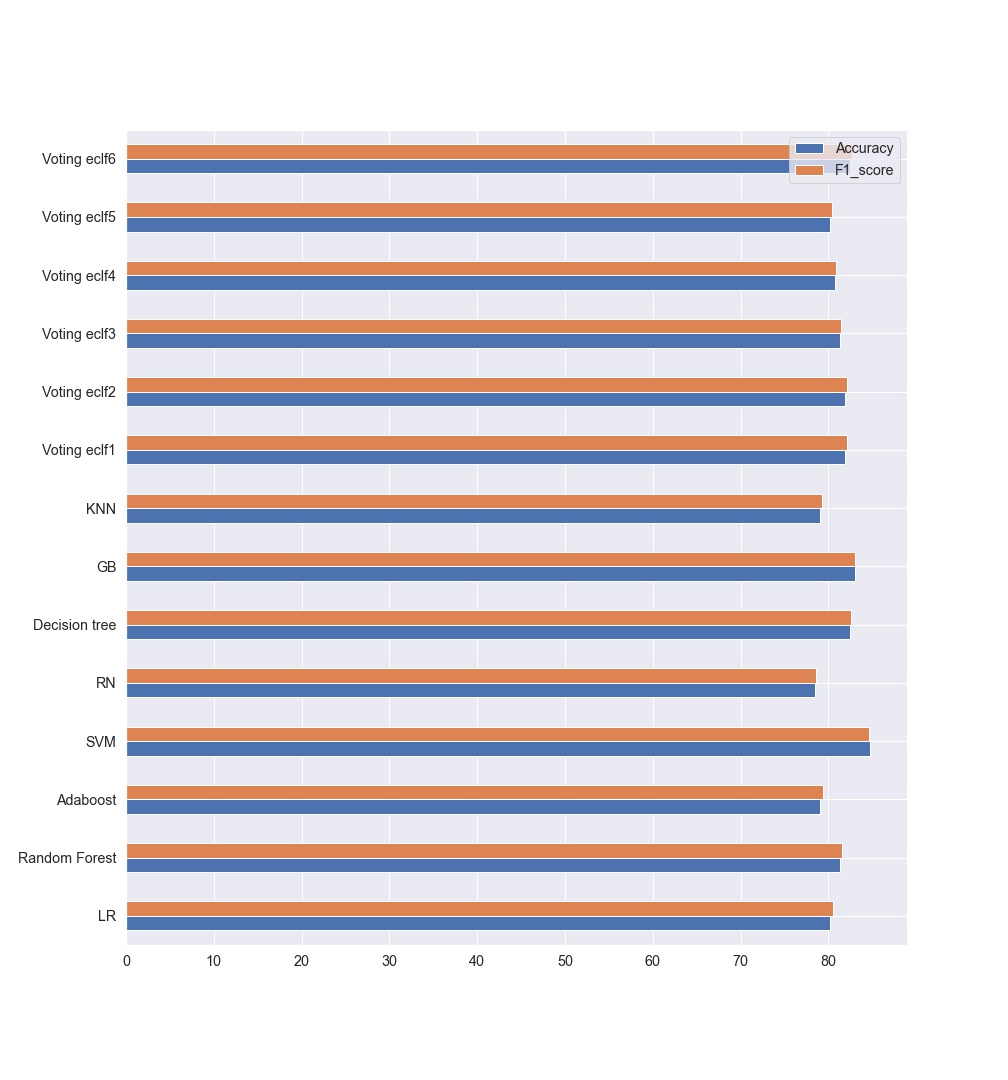 Accuracy
F1_score
Voting eclf6
Voting eclf5
Voting eclf4
Voting eclf3
Voting eclf2
Voting eclf1
KNN
GB
Decision tree
RN
SVM
Adaboost
Random Forest
LR
0 10 20 30 40 50 60 70 80